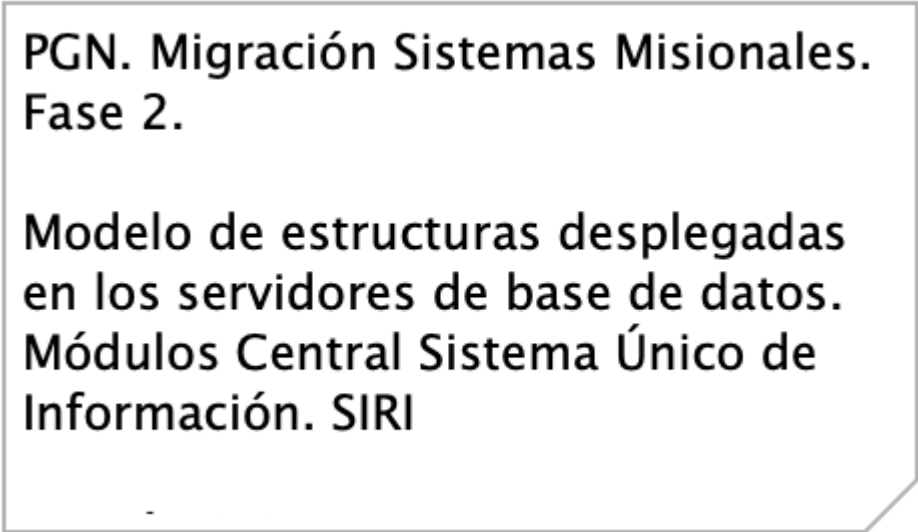 PGN. Migración Sistemas Misionales.
Fase 2.
Modelo de estructuras desplegadas
en los servidores de base de datos.
Módulos Central Sistema Único de
Información. SIRI